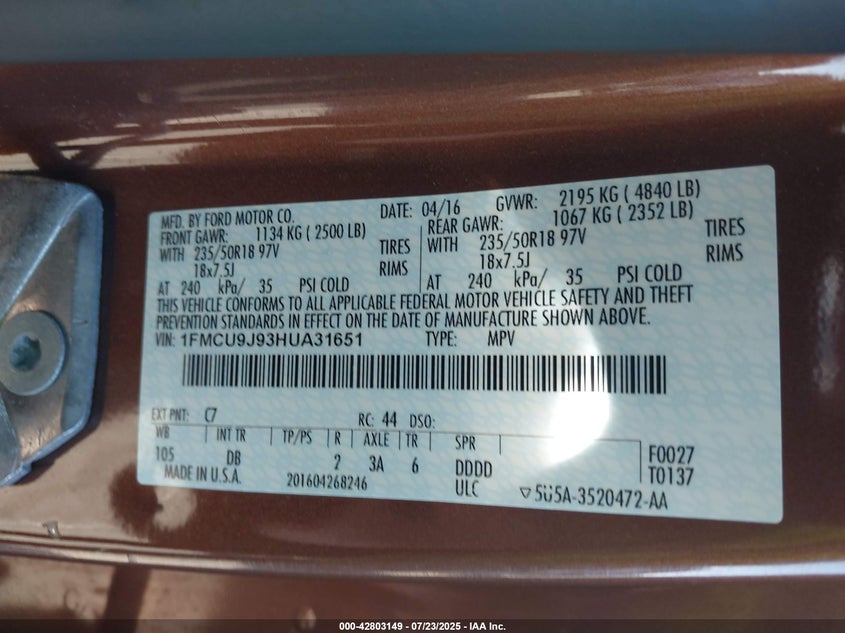 MFD. BY FORD MOTOR CO. DATE: 04/16 GVWR: 2195 KG ( 4840 LB)
FRONT GAWR: 1134 KG ( 2500 LB) REAR GAWR: 1067 KG ( 2352 LB)
WITH 235/50R18 97V TIRES WITH 235/50R18 97V TIRES
18x7.5J RIMS 18x7.5J RIMS
AT 240 kPa/ 35 PSI COLD AT 240 kPa/ 35 PSI COLD
THIS VEHICLE CONFORMS TO ALL APPLICABLE FEDERAL MOTOR VEHICLE SAFETY AND THEFT
PREVENTION STANDARDS IN EFFECT ON THE DATE OF MANUFACTURE SHOWN ABOVE.
VIN: 1FMCU9J93HUA31651 TYPE: MPV
EXT PNT: C7 RC: 44 DSO:
WB INT TR TP/PS R AXLE TR SPR F0027
105 DB 2 3A 6 DDDD T0137
MADE IN U.S.A. 201604268246 ULC ▽5U5A-3520472-AA
000-42803149 - 07/23/2025 - IAA Inc.